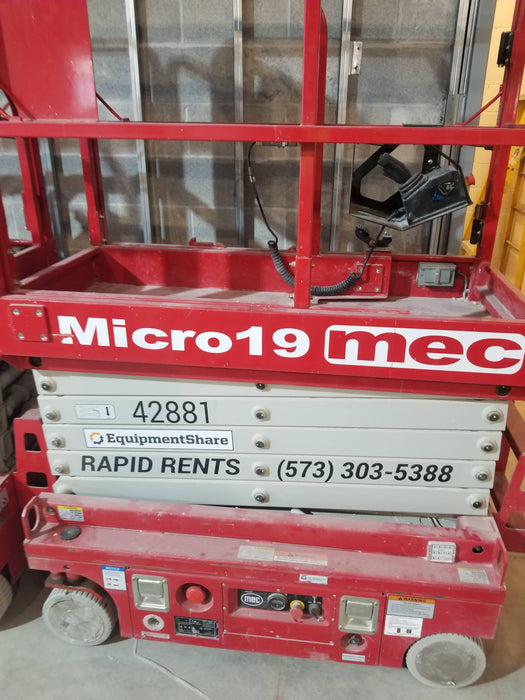 Micro19 mec
42881
EquipmentShare
RAPID RENTS (573) 303-5388
mec